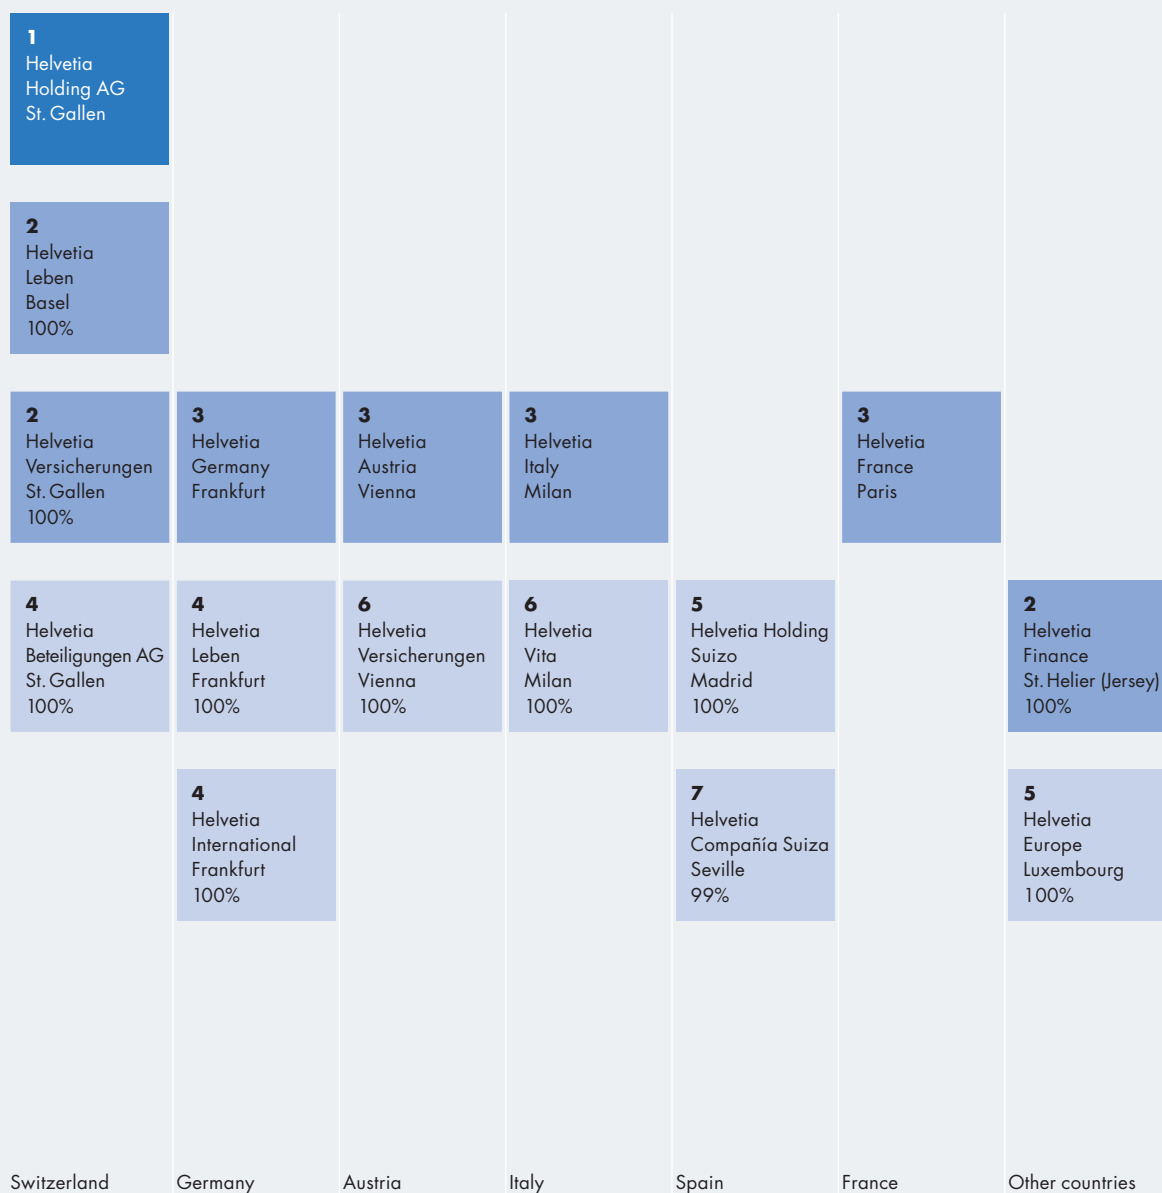 1
Helvetia
Holding AG
St. Gallen
2
Helvetia
Leben
Basel
100%
2
Helvetia
Versicherungen
St. Gallen
100%
3
Helvetia
Germany
Frankfurt
3
Helvetia
Austria
Vienna
3
Helvetia
Italy
Milan
3
Helvetia
France
Paris
4
Helvetia
Beteiligungen AG
St. Gallen
100%
4
Helvetia
Leben
Frankfurt
100%
6
Helvetia
Versicherungen
Vienna
100%
6
Helvetia
Vita
Milan
100%
5
Helvetia Holding
Suizo
Madrid
100%
2
Helvetia
Finance
St. Helier (Jersey)
100%
4
Helvetia
International
Frankfurt
100%
7
Helvetia
Compañía Suiza
Seville
99%
5
Helvetia
Europe
Luxembourg
100%
Switzerland
Germany
Austria
Italy
Spain
France
Other countries